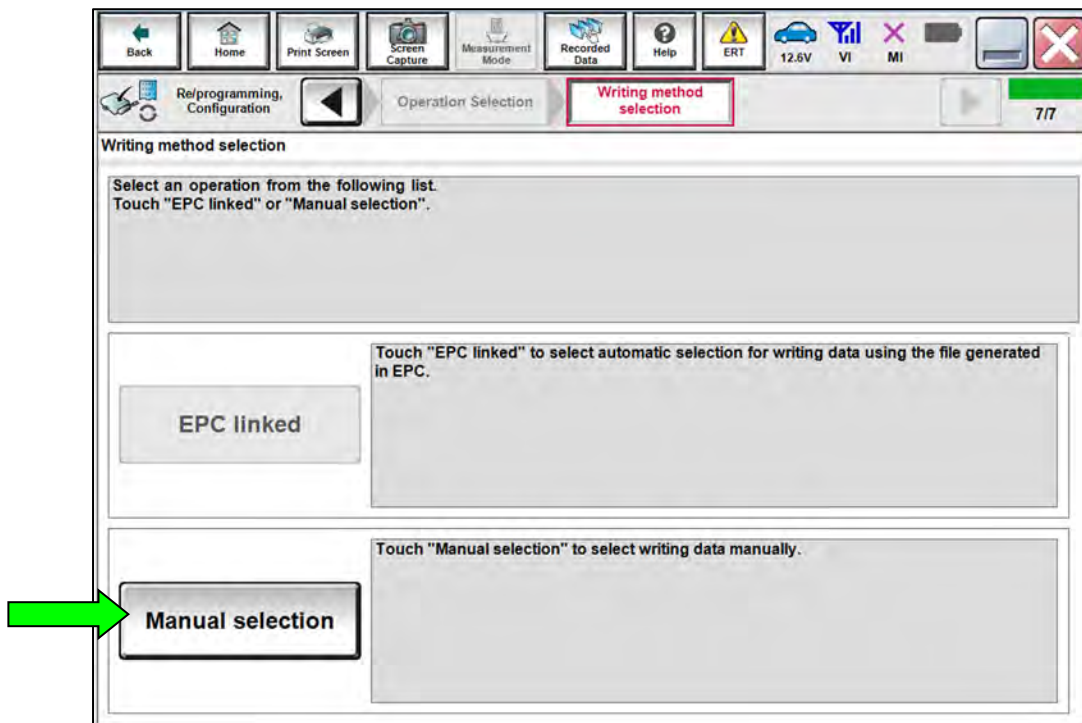 Back
Home
Print Screen
Screen
Capture
Measurement
Mode
Recorded
Data
Help
ERT
12.6V
VI
MI
Re/programming,
Configuration
Operation Selection
Writing method
selection
7/7
Writing method selection
Select an operation from the following list.
Touch "EPC linked" or "Manual selection".
EPC linked
Touch "EPC linked" to select automatic selection for writing data using the file generated
in EPC.
Manual selection
Touch "Manual selection" to select writing data manually.